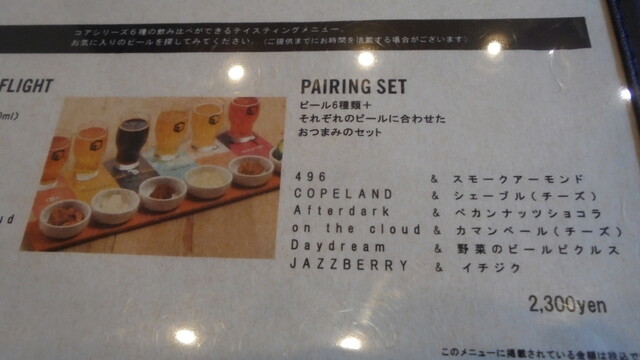 コアシリーズ6種の飲み比べができるテイスティングメニュー。
お気に入りのビールを探してみてください。(ご提供までにお時間を頂戴する場合がございます)
FLIGHT
PAIRING SET
ml)
ビール6種類+
それぞれのビールに合わせた
おつまみのセット
496 & スモークアーモンド
COPELAND & シェーブル(チーズ)
Afterdark & ペカンナッツショコラ
on the cloud & カマンベール(チーズ)
Daydream & 野菜のビールピクルス
JAZZBERRY & イチジク
2,300yen
このメニューに掲載されている金額は